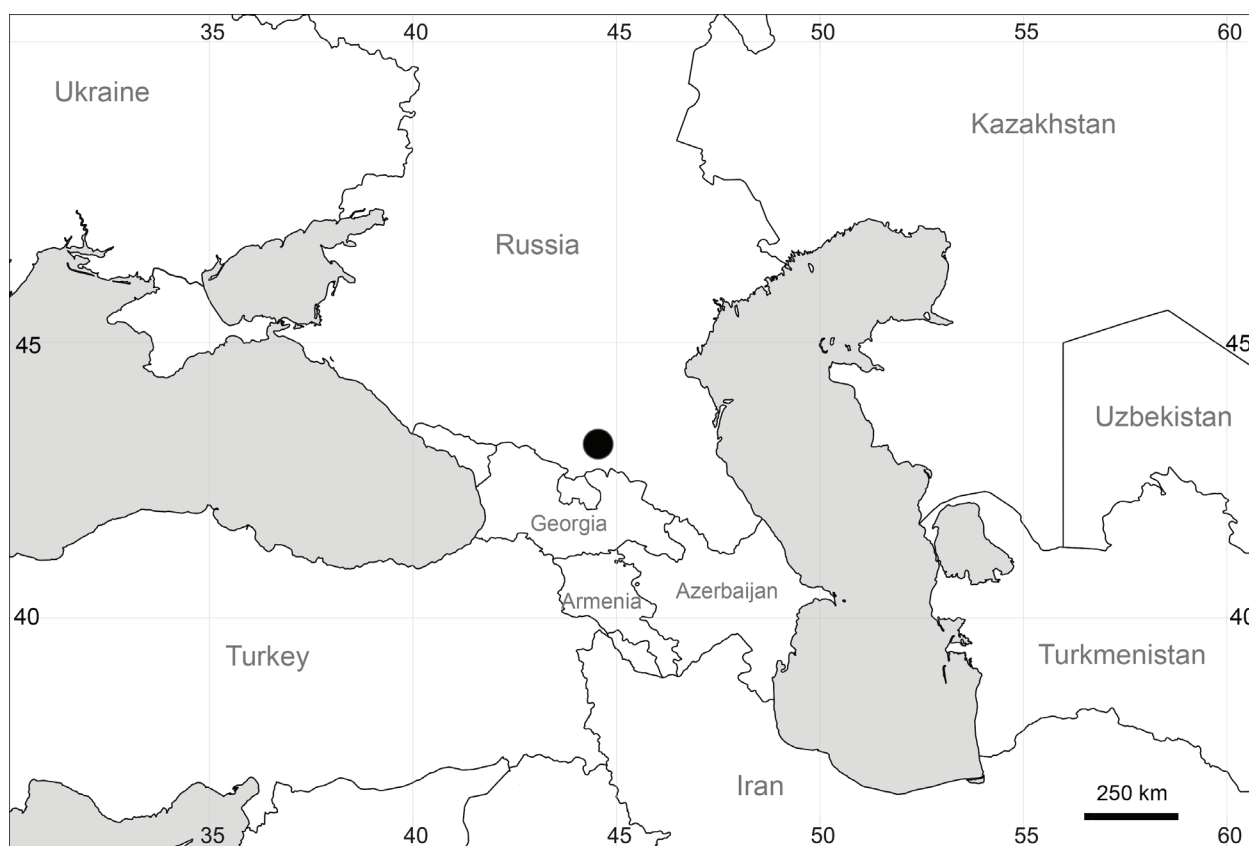 35 40 45 50 55 60
Ukraine
Kazakhstan
Russia
45 45
Uzbekistan
Georgia
Azerbaijan
Armenia
40 40
Turkey
Turkmenistan
Iran
250 km
35 40 45 50 55 60